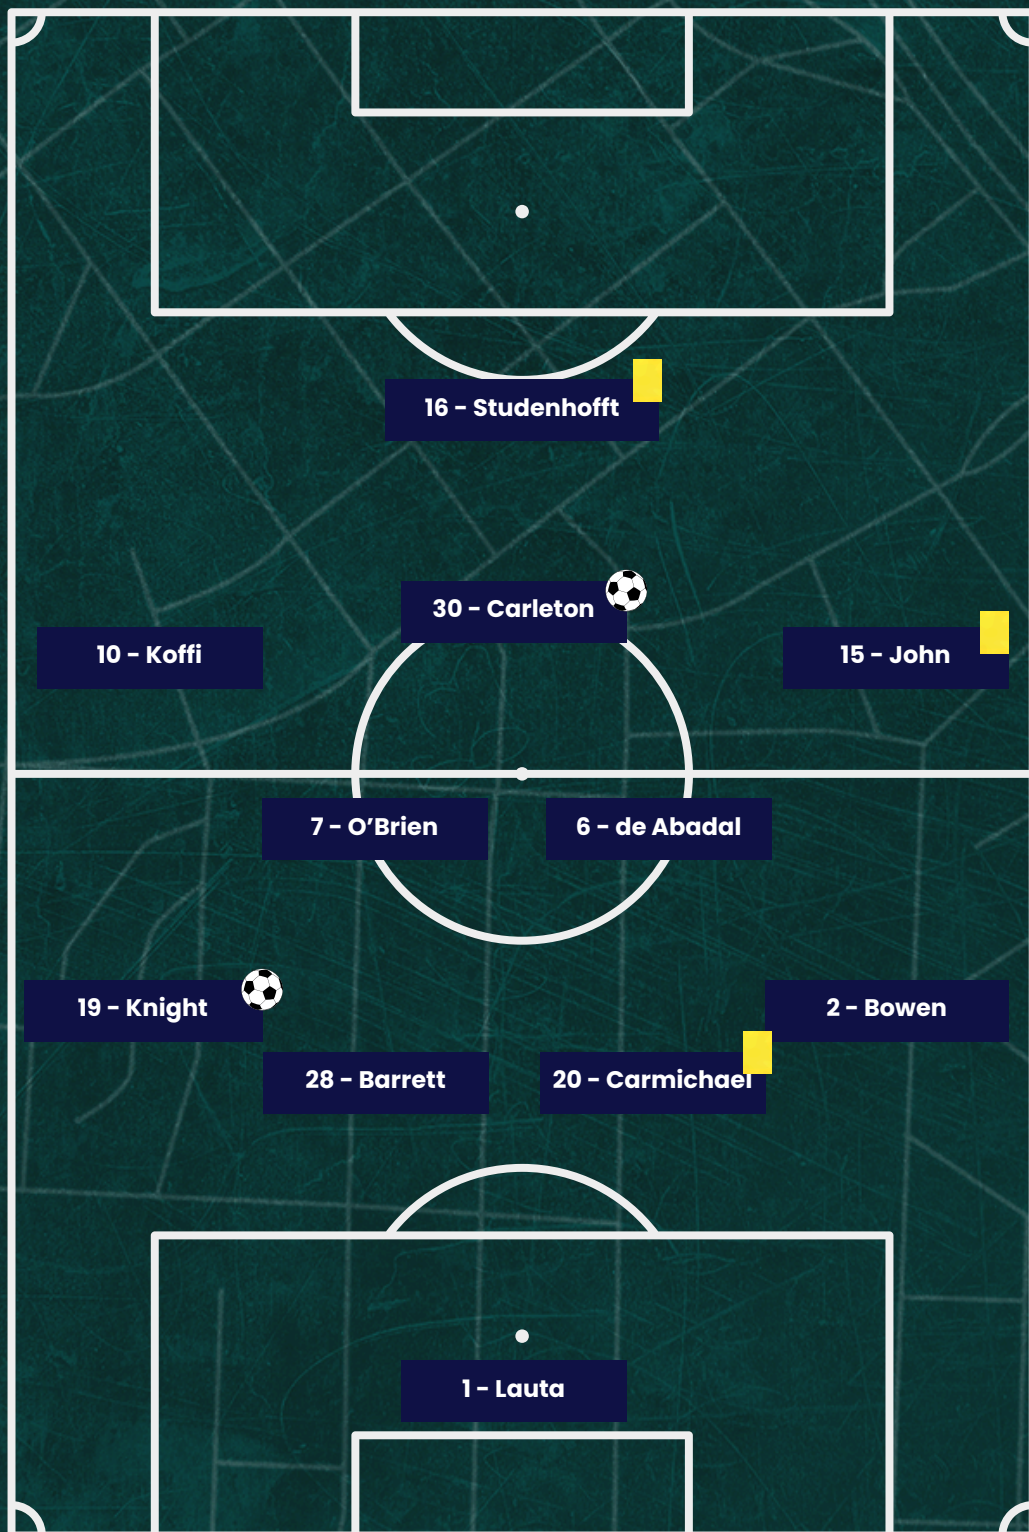 16 – Studenhofft
30 – Carleton
10 – Koffi
15 – John
7 – O’Brien
6 – de Abadal
19 – Knight
2 – Bowen
28 – Barrett
20 – Carmichael
1 – Lauta